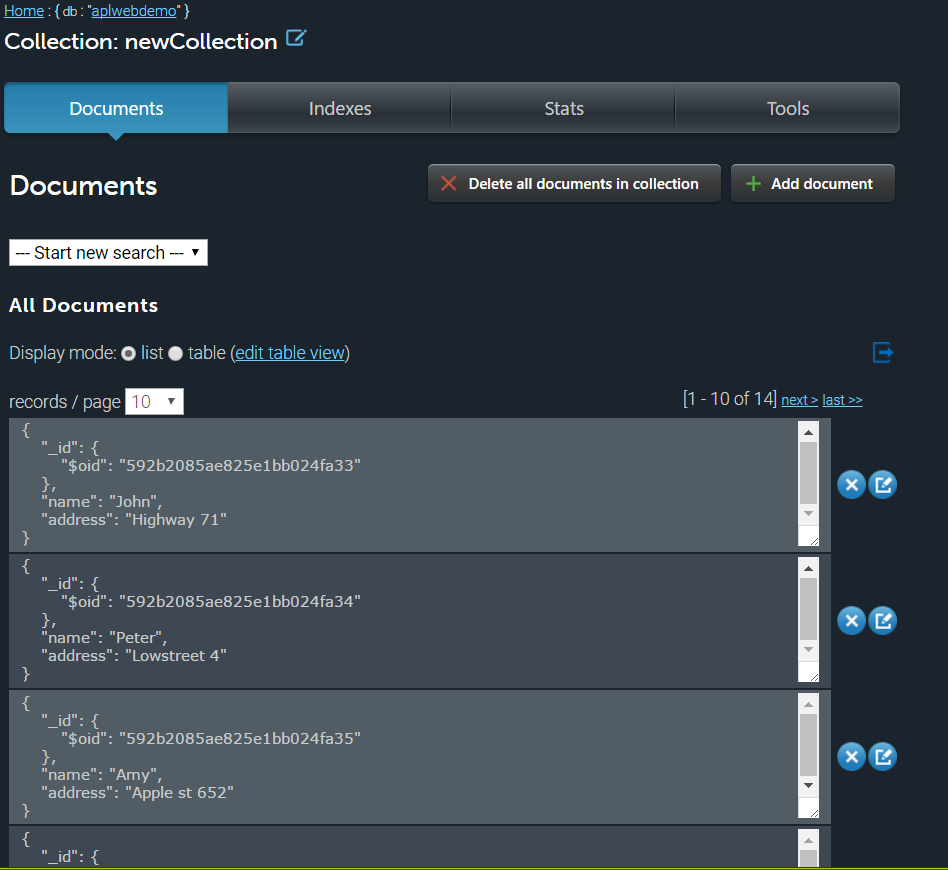 Home : { db : "aplwebdemo" }
Collection: newCollection
Documents Indexes Stats Tools
Documents
Delete all documents in collection Add document
--- Start new search ---
All Documents
Display mode: list table (edit table view)
records / page 10 [1 - 10 of 14] next > last >>
{
"_id": {
"$oid": "592b2085ae825e1bb024fa33"
},
"name": "John",
"address": "Highway 71"
}
{
"_id": {
"$oid": "592b2085ae825e1bb024fa34"
},
"name": "Peter",
"address": "Lowstreet 4"
}
{
"_id": {
"$oid": "592b2085ae825e1bb024fa35"
},
"name": "Amy",
"address": "Apple st 652"
}
{
"_id": {